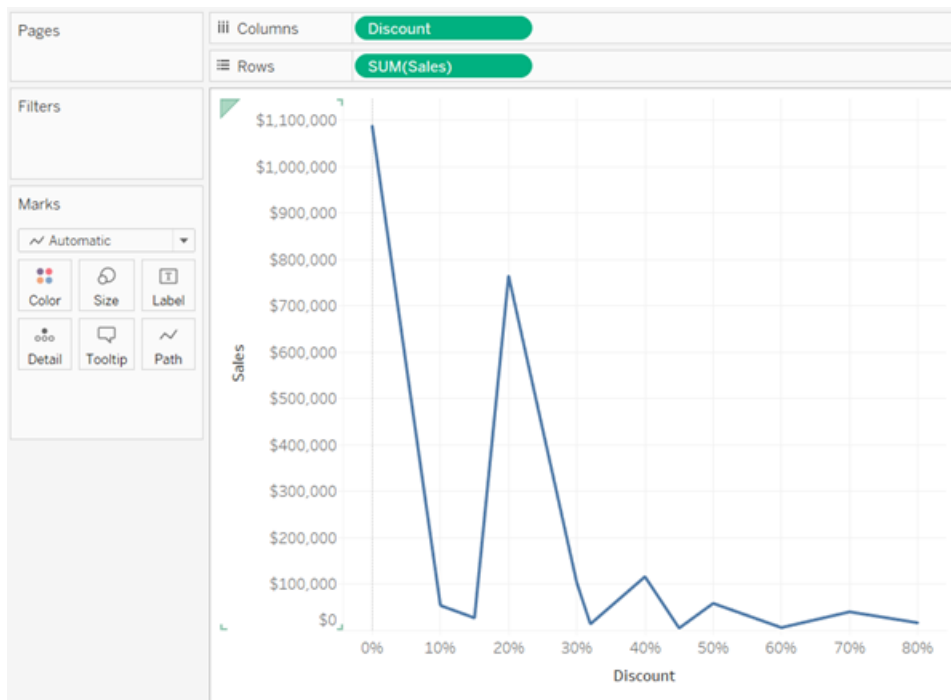 Pages
Columns
Discount
Rows
SUM(Sales)
Filters
Marks
Automatic
Color
Size
Label
Detail
Tooltip
Path
Sales
$1,100,000
$1,000,000
$900,000
$800,000
$700,000
$600,000
$500,000
$400,000
$300,000
$200,000
$100,000
$0
0% 10% 20% 30% 40% 50% 60% 70% 80%
Discount